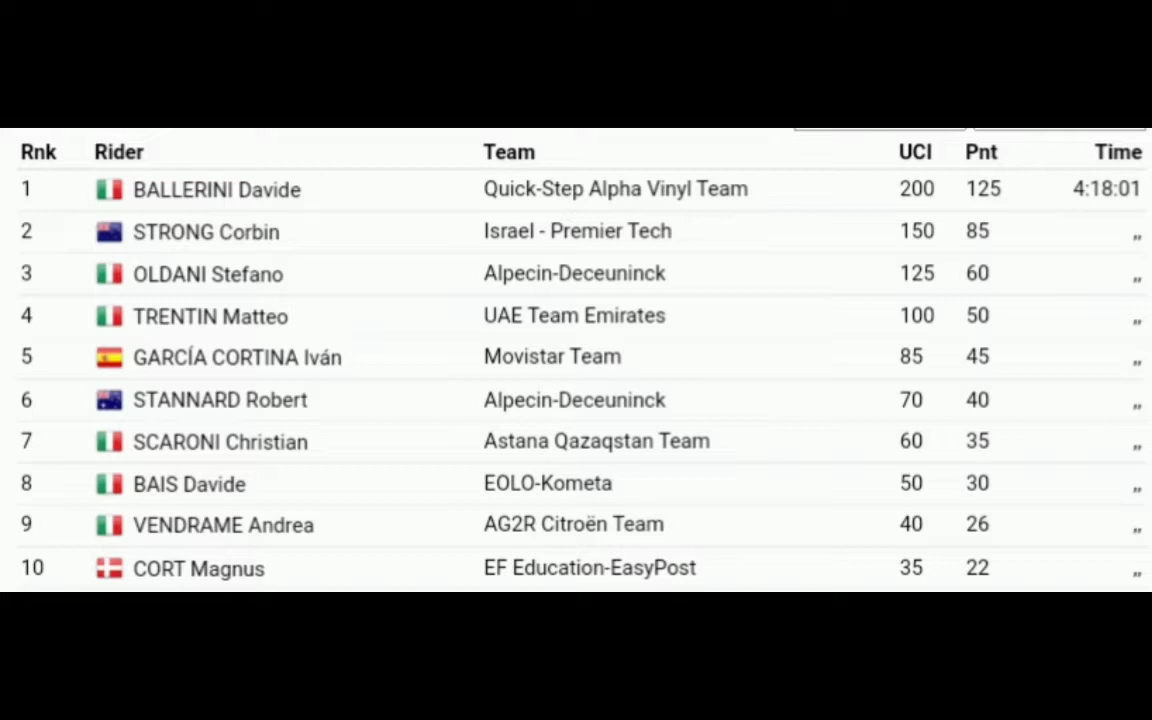 Rnk Rider Team UCI Pnt Time
1 BALLERINI Davide Quick-Step Alpha Vinyl Team 200 125 4:18:01
2 STRONG Corbin Israel - Premier Tech 150 85 ,,
3 OLDANI Stefano Alpecin-Deceuninck 125 60 ,,
4 TRENTIN Matteo UAE Team Emirates 100 50 ,,
5 GARCÍA CORTINA Iván Movistar Team 85 45 ,,
6 STANNARD Robert Alpecin-Deceuninck 70 40 ,,
7 SCARONI Christian Astana Qazaqstan Team 60 35 ,,
8 BAIS Davide EOLO-Kometa 50 30 ,,
9 VENDRAME Andrea AG2R Citroën Team 40 26 ,,
10 CORT Magnus EF Education-EasyPost 35 22 ,,